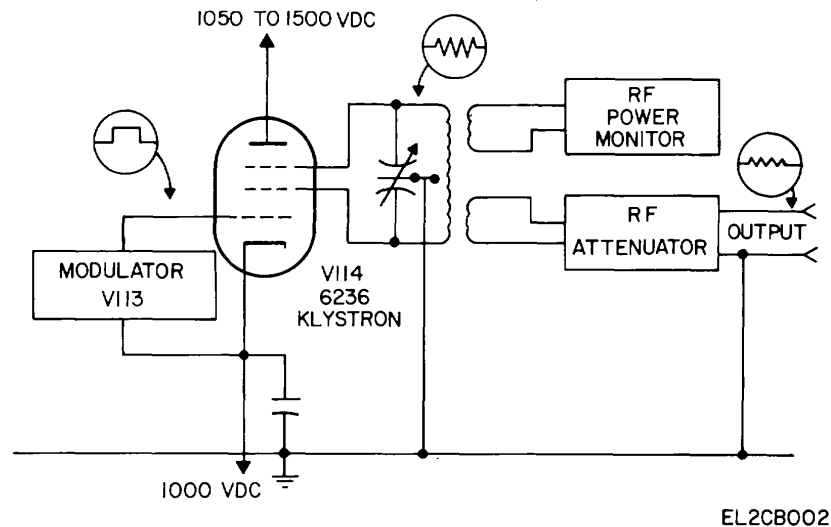 1050 TO 1500 VDC
RF
POWER
MONITOR
RF
ATTENUATOR
OUTPUT
MODULATOR
V113
V114
6236
KLYSTRON
1000 VDC
EL2CB002